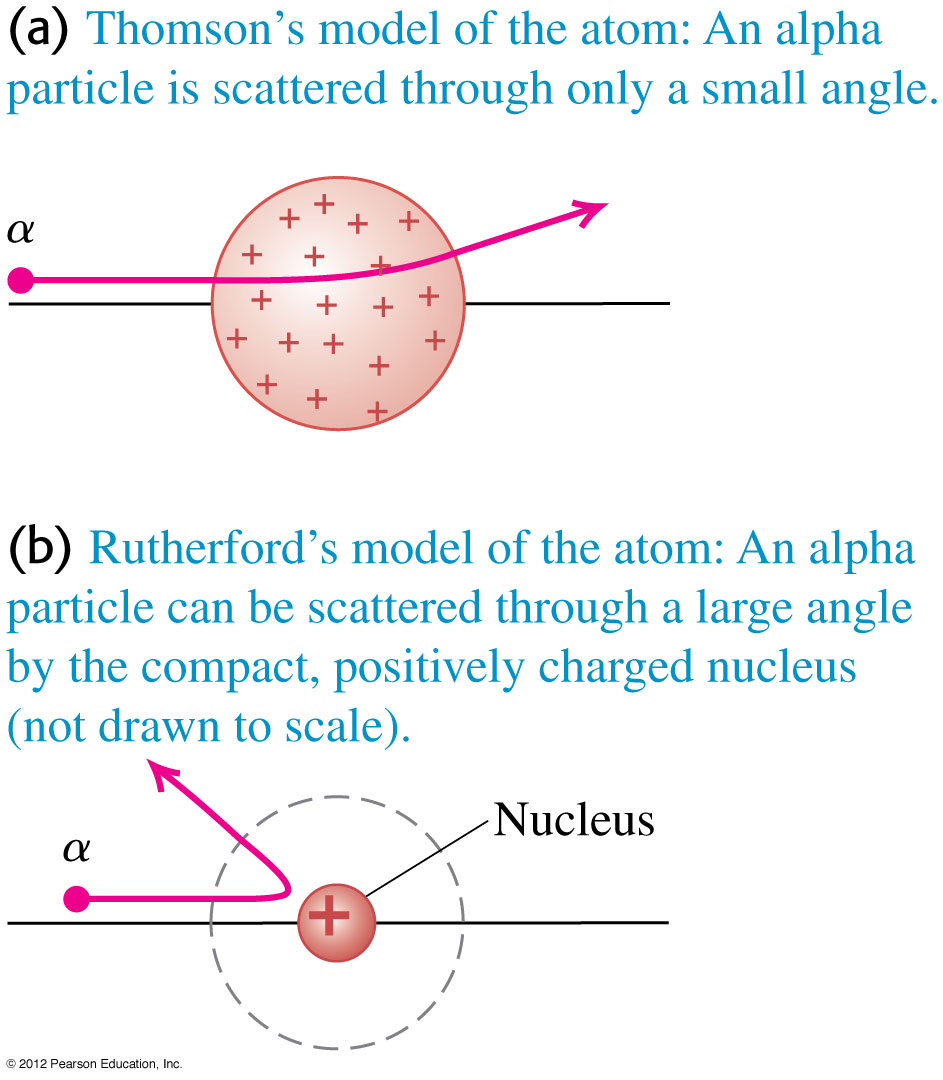 (a) Thomson’s model of the atom: An alpha
particle is scattered through only a small angle.
α
+ + + + + + + + + + + + + + + + + + + +
(b) Rutherford’s model of the atom: An alpha
particle can be scattered through a large angle
by the compact, positively charged nucleus
(not drawn to scale).
Nucleus
α
+
© 2012 Pearson Education, Inc.